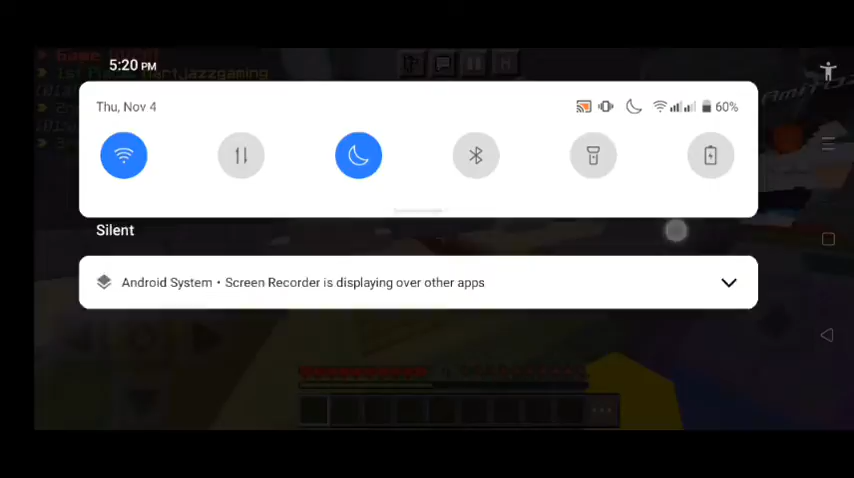 5:20 PM
Thu, Nov 4
60%
Silent
Android System • Screen Recorder is displaying over other apps